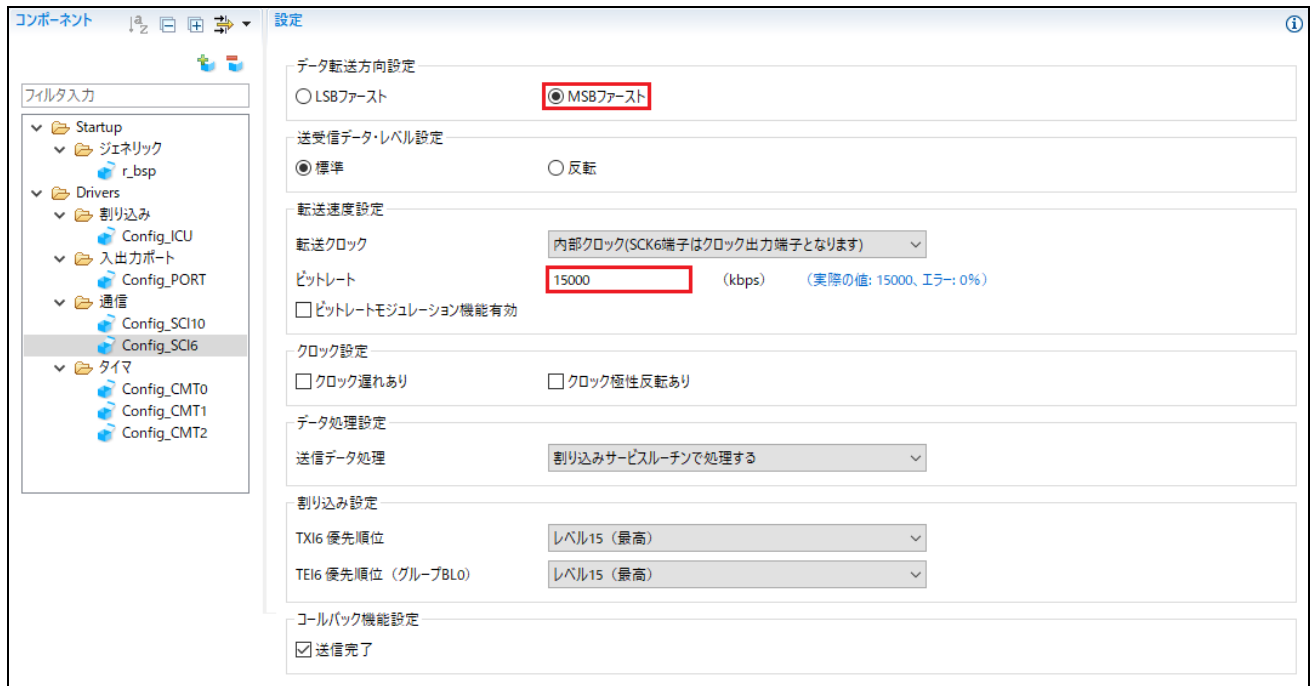 コンポーネント
設定
フィルタ入力
Startup
ジェネリック
r_bsp
Drivers
割り込み
Config_ICU
入出力ポート
Config_PORT
通信
Config_SCI10
Config_SCI6
タイマ
Config_CMT0
Config_CMT1
Config_CMT2
データ転送方向設定
LSBファースト MSBファースト
送受信データ・レベル設定
標準 反転
転送速度設定
転送クロック 内部クロック(SCK6端子はクロック出力端子となります)
ビットレート 15000 (kbps) (実際の値: 15000、エラー: 0%)
ビットレートモジュレーション機能有効
クロック設定
クロック遅れあり クロック極性反転あり
データ処理設定
送信データ処理 割り込みサービスルーチンで処理する
割り込み設定
TXI6 優先順位 レベル15（最高）
TEI6 優先順位（グループBL0） レベル15（最高）
コールバック機能設定
送信完了